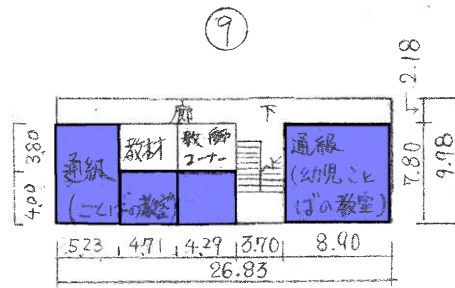 ⑨
廊下
通級
(ことばの教室)
教材
教師
コーナー
通級
(幼児こと
ばの教室)
2.18
7.80
9.98
3.80
4.00
5.23
4.71
4.29
3.70
8.90
26.83